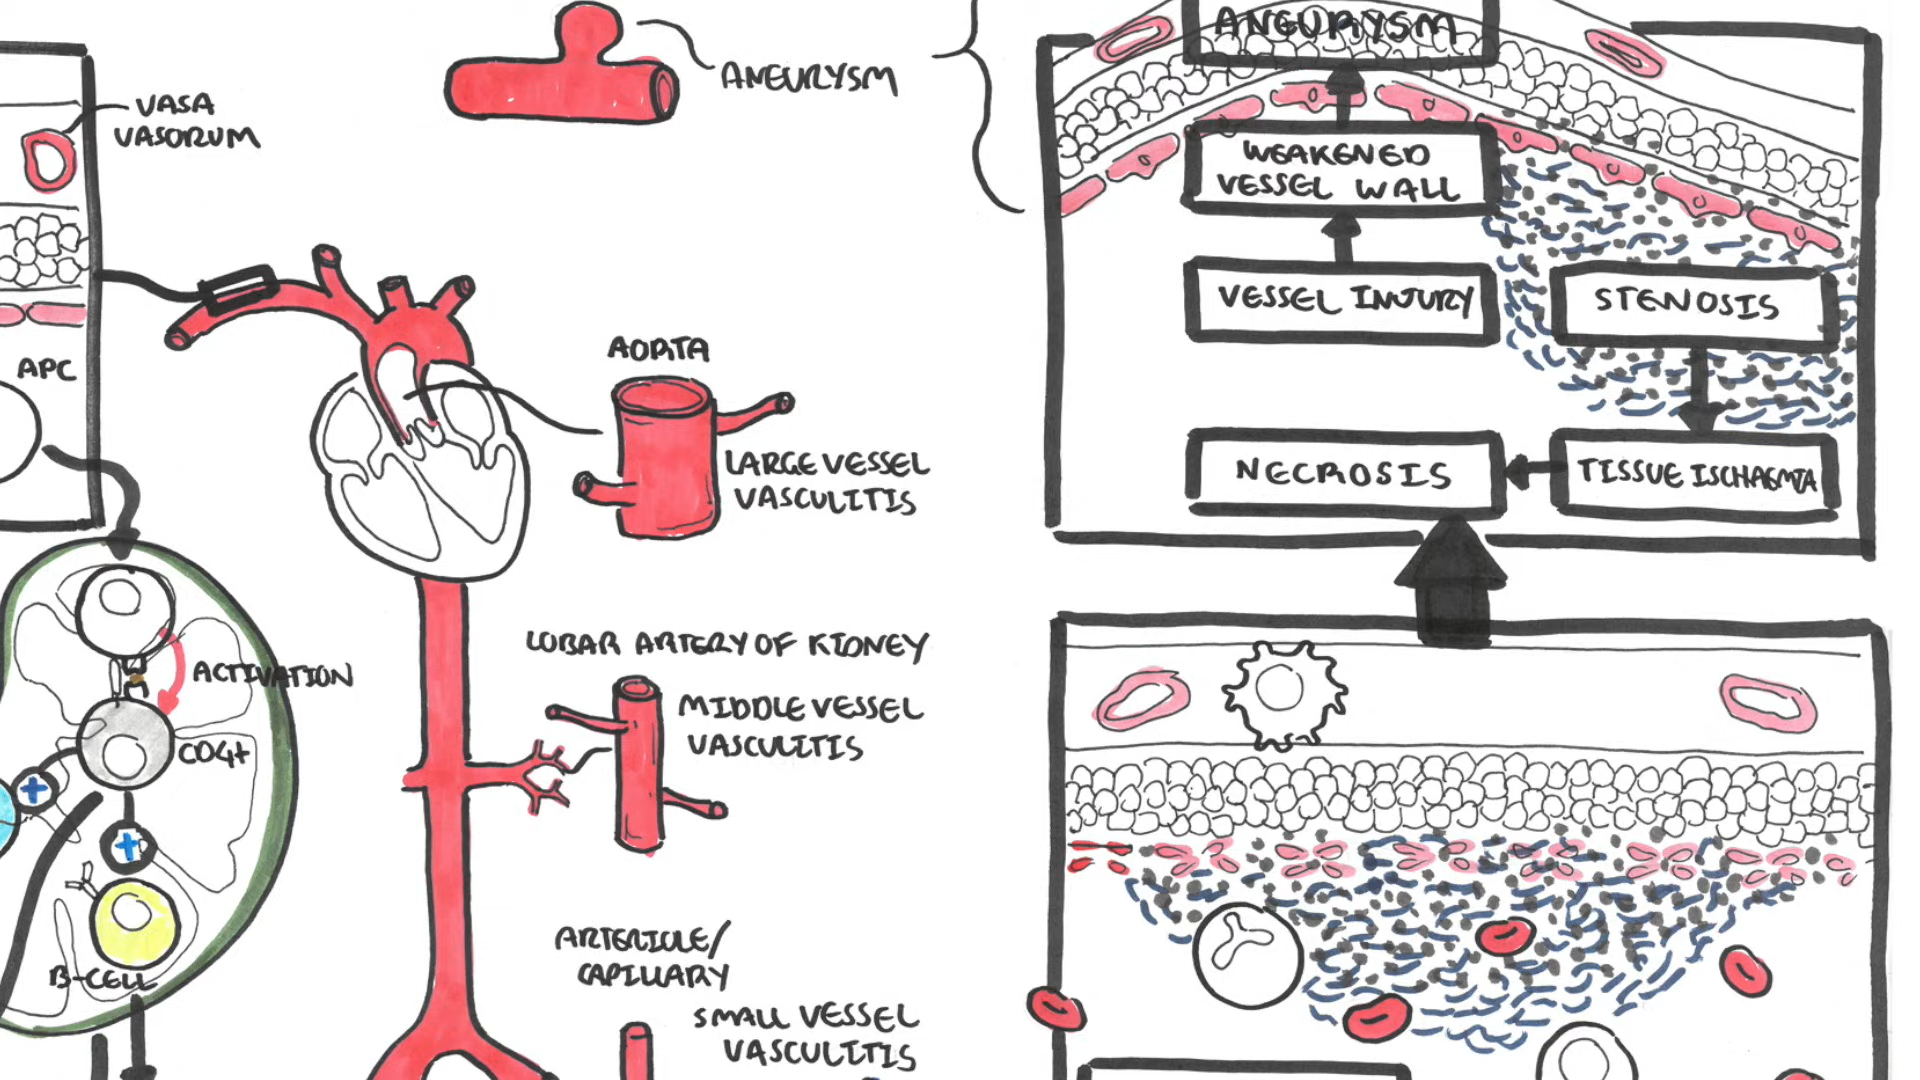 VASA
VASORUM
APC
ACTIVATION
CD4+
B-CELL
ANEURYSM
AORTA
LARGE VESSEL
VASCULITIS
LOBAR ARTERY OF KIDNEY
MIDDLE VESSEL
VASCULITIS
ARTERIOLE/
CAPILLARY
SMALL VESSEL
VASCULITIS
ANEURYSM
WEAKENED
VESSEL WALL
VESSEL INJURY
STENOSIS
NECROSIS
TISSUE ISCHAEMIA